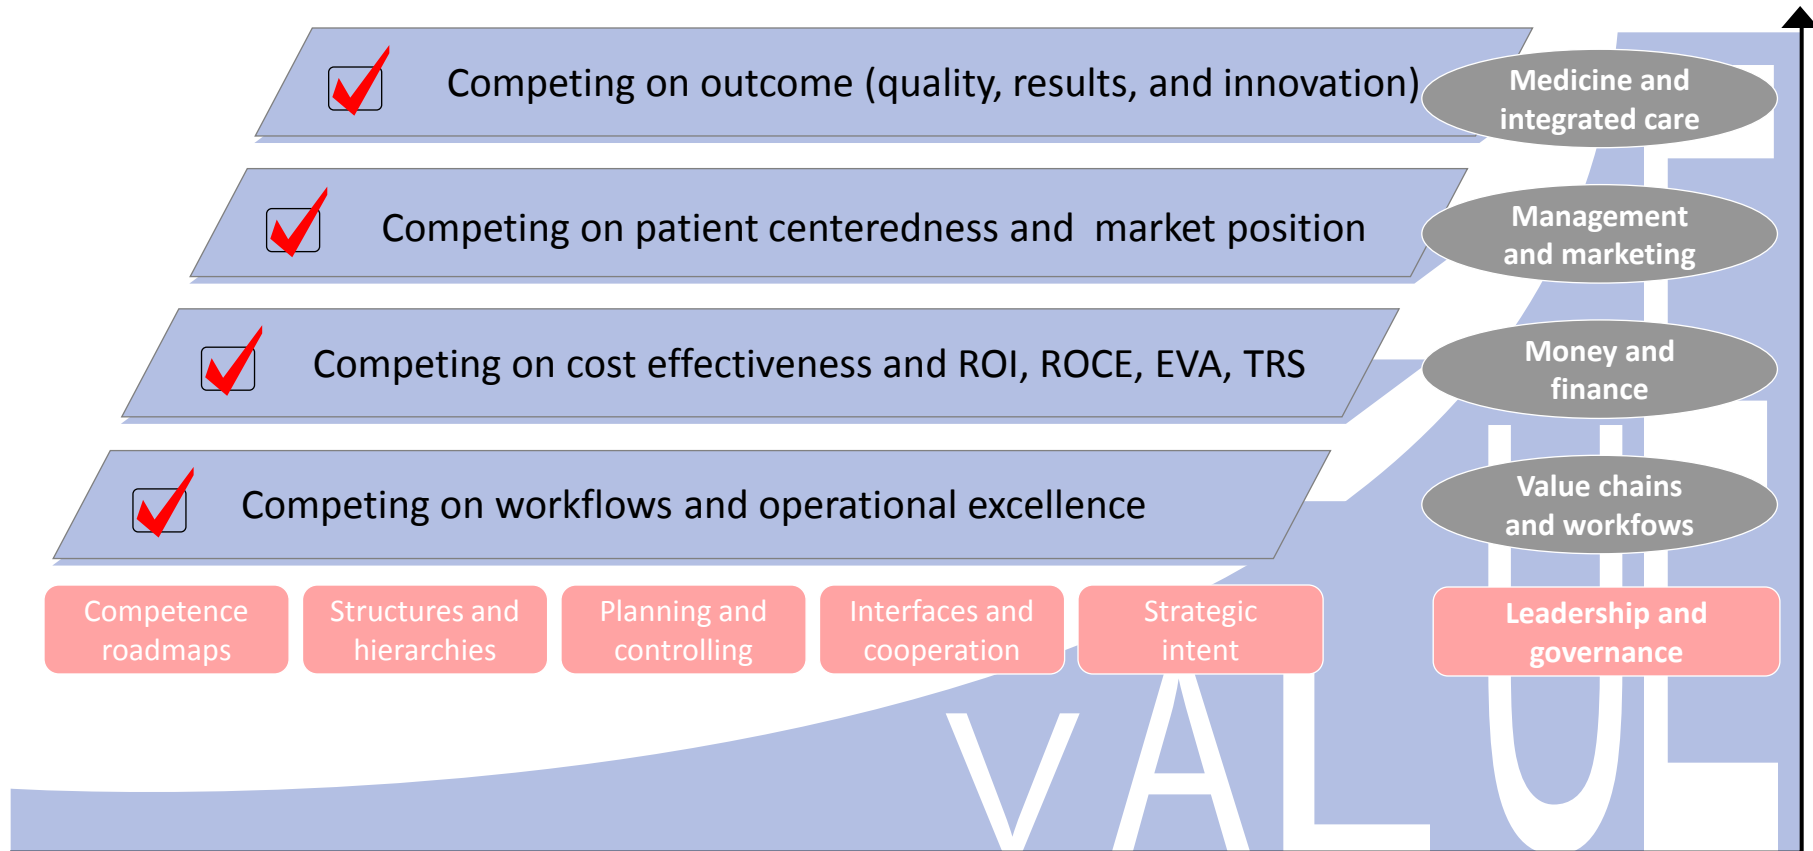 Competing on outcome (quality, results, and innovation)
Medicine and
integrated care
Competing on patient centeredness and  market position
Management
and marketing
Competing on cost effectiveness and ROI, ROCE, EVA, TRS
Money and
finance
Competing on workflows and operational excellence
Value chains
and workfows
Competence
roadmaps
Structures and
hierarchies
Planning and
controlling
Interfaces and
cooperation
Strategic
intent
Leadership and
governance
VALUE